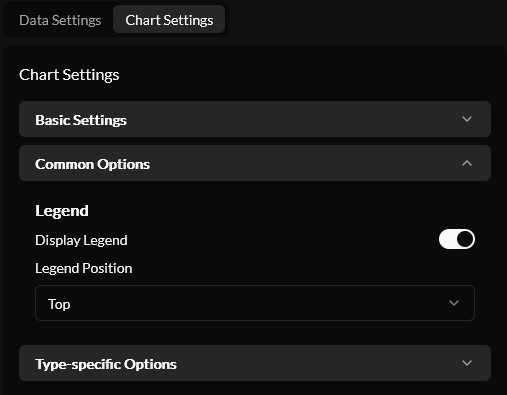 Data Settings Chart Settings
Chart Settings
Basic Settings
Common Options
Legend
Display Legend
Legend Position
Top
Type-specific Options